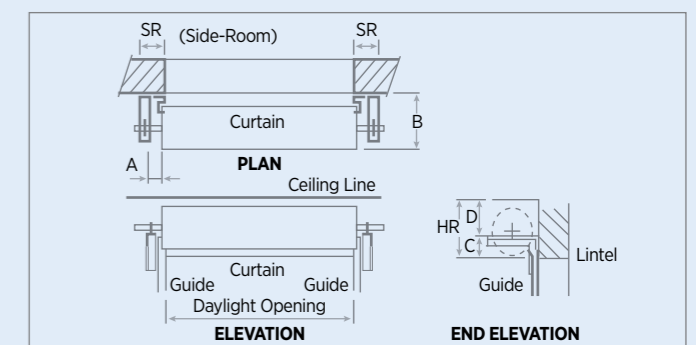 SR (Side-Room) SR
Curtain
B
A
PLAN
Ceiling Line
HR D
C
Lintel
Curtain
Guide Guide
Guide
Daylight Opening
ELEVATION END ELEVATION